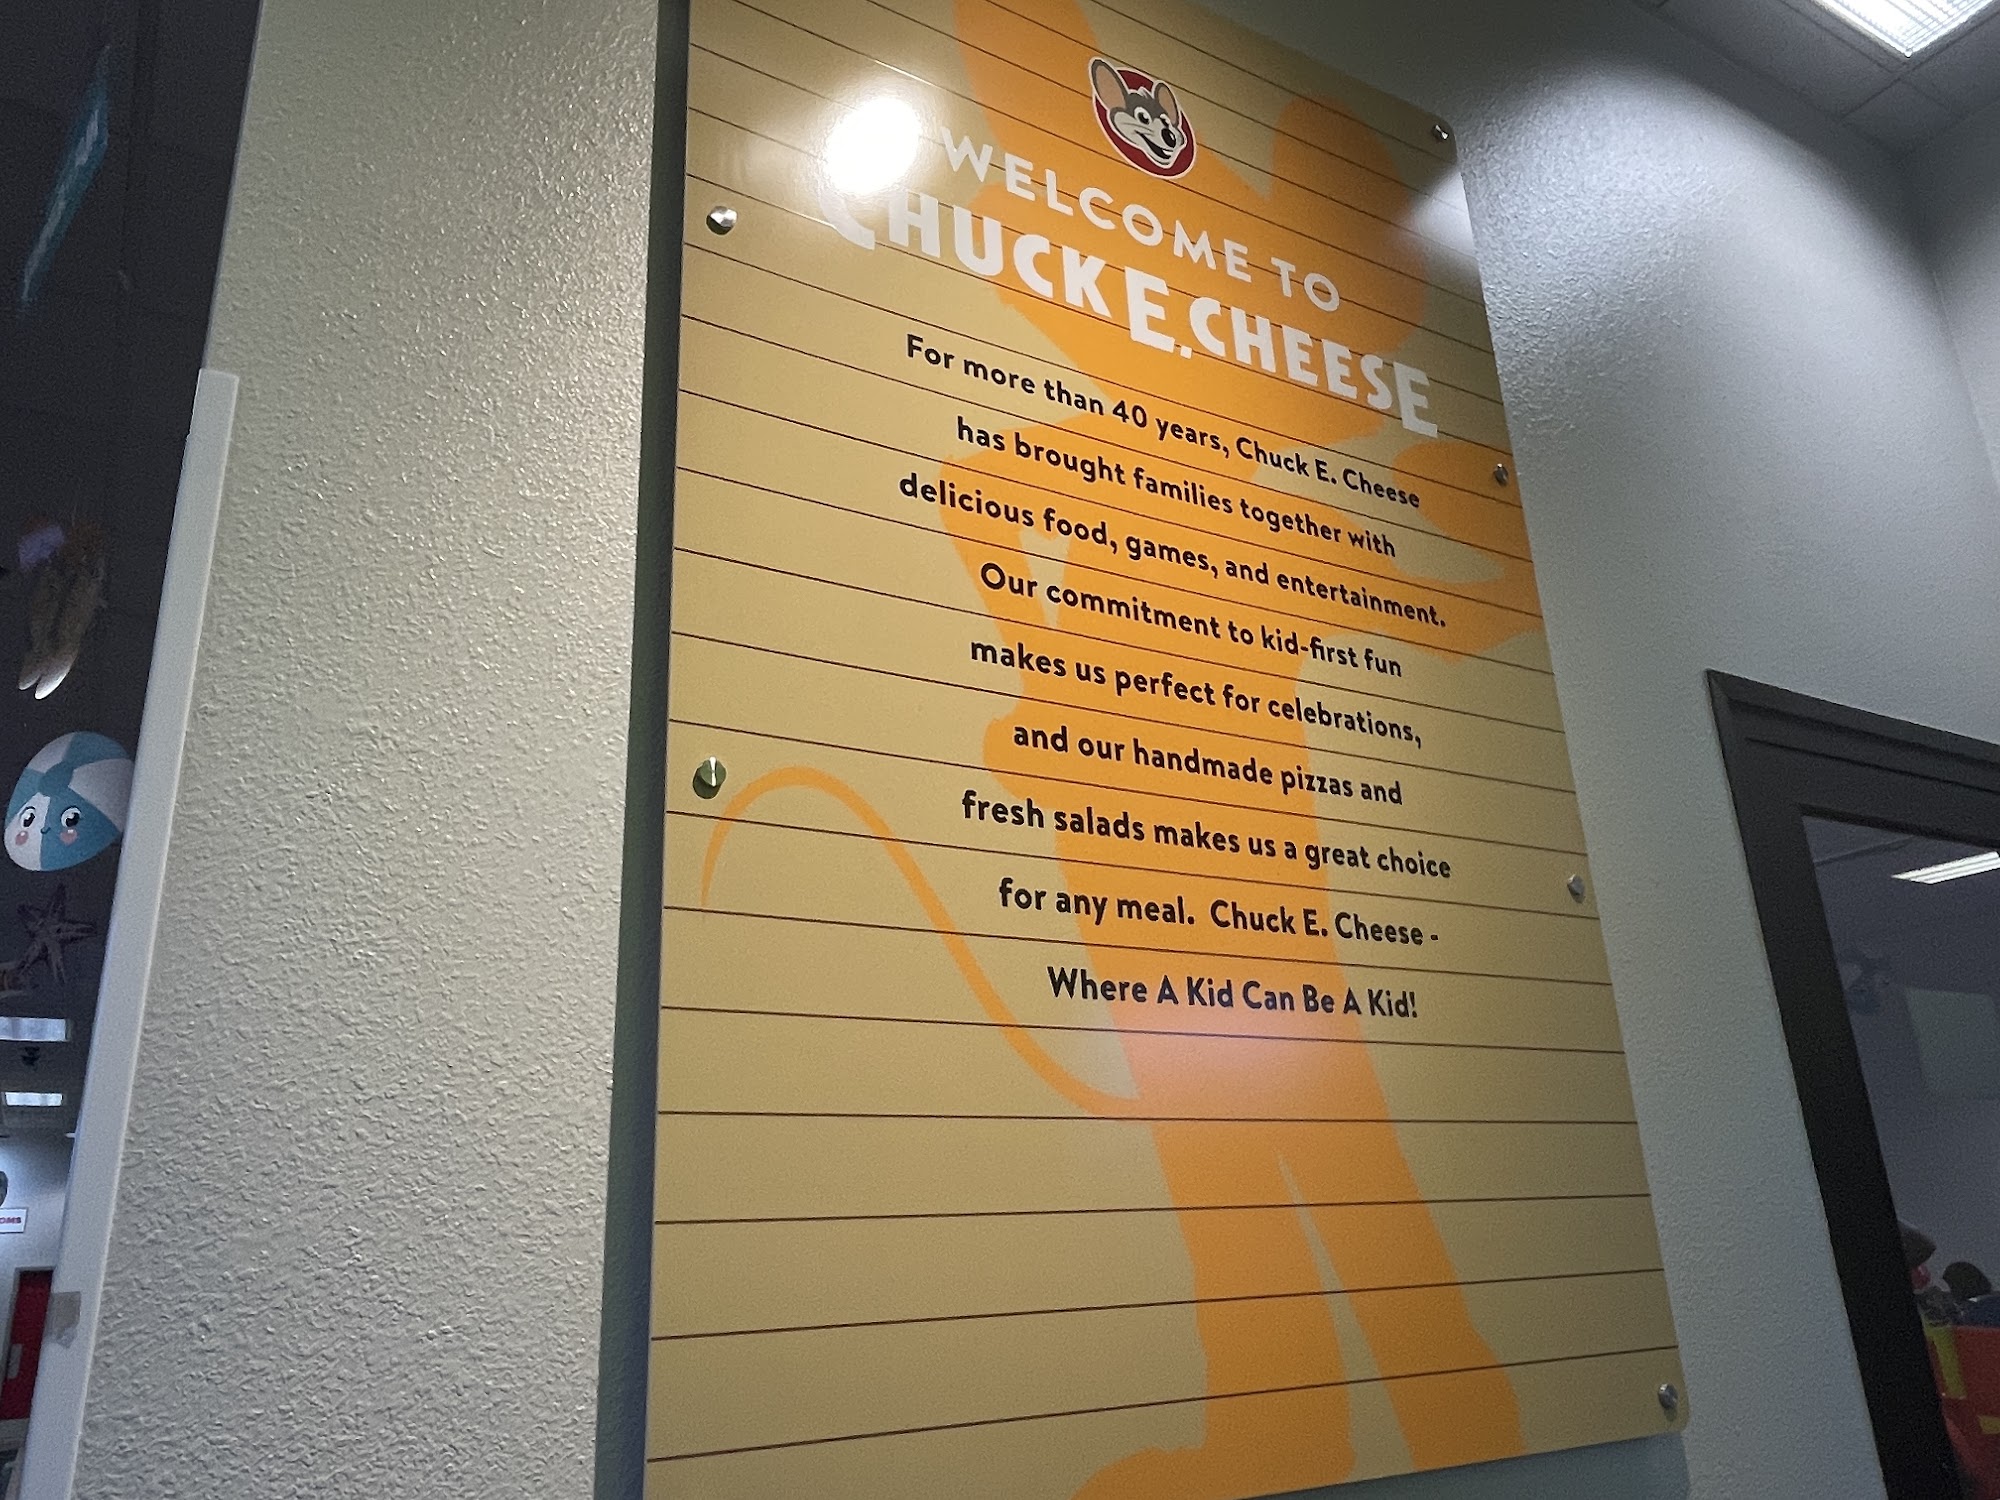 WELCOME TO
CHUCK E. CHEESE
For more than 40 years, Chuck E. Cheese
has brought families together with
delicious food, games, and entertainment.
Our commitment to kid-first fun
makes us perfect for celebrations,
and our handmade pizzas and
fresh salads makes us a great choice
for any meal.  Chuck E. Cheese -
Where A Kid Can Be A Kid!